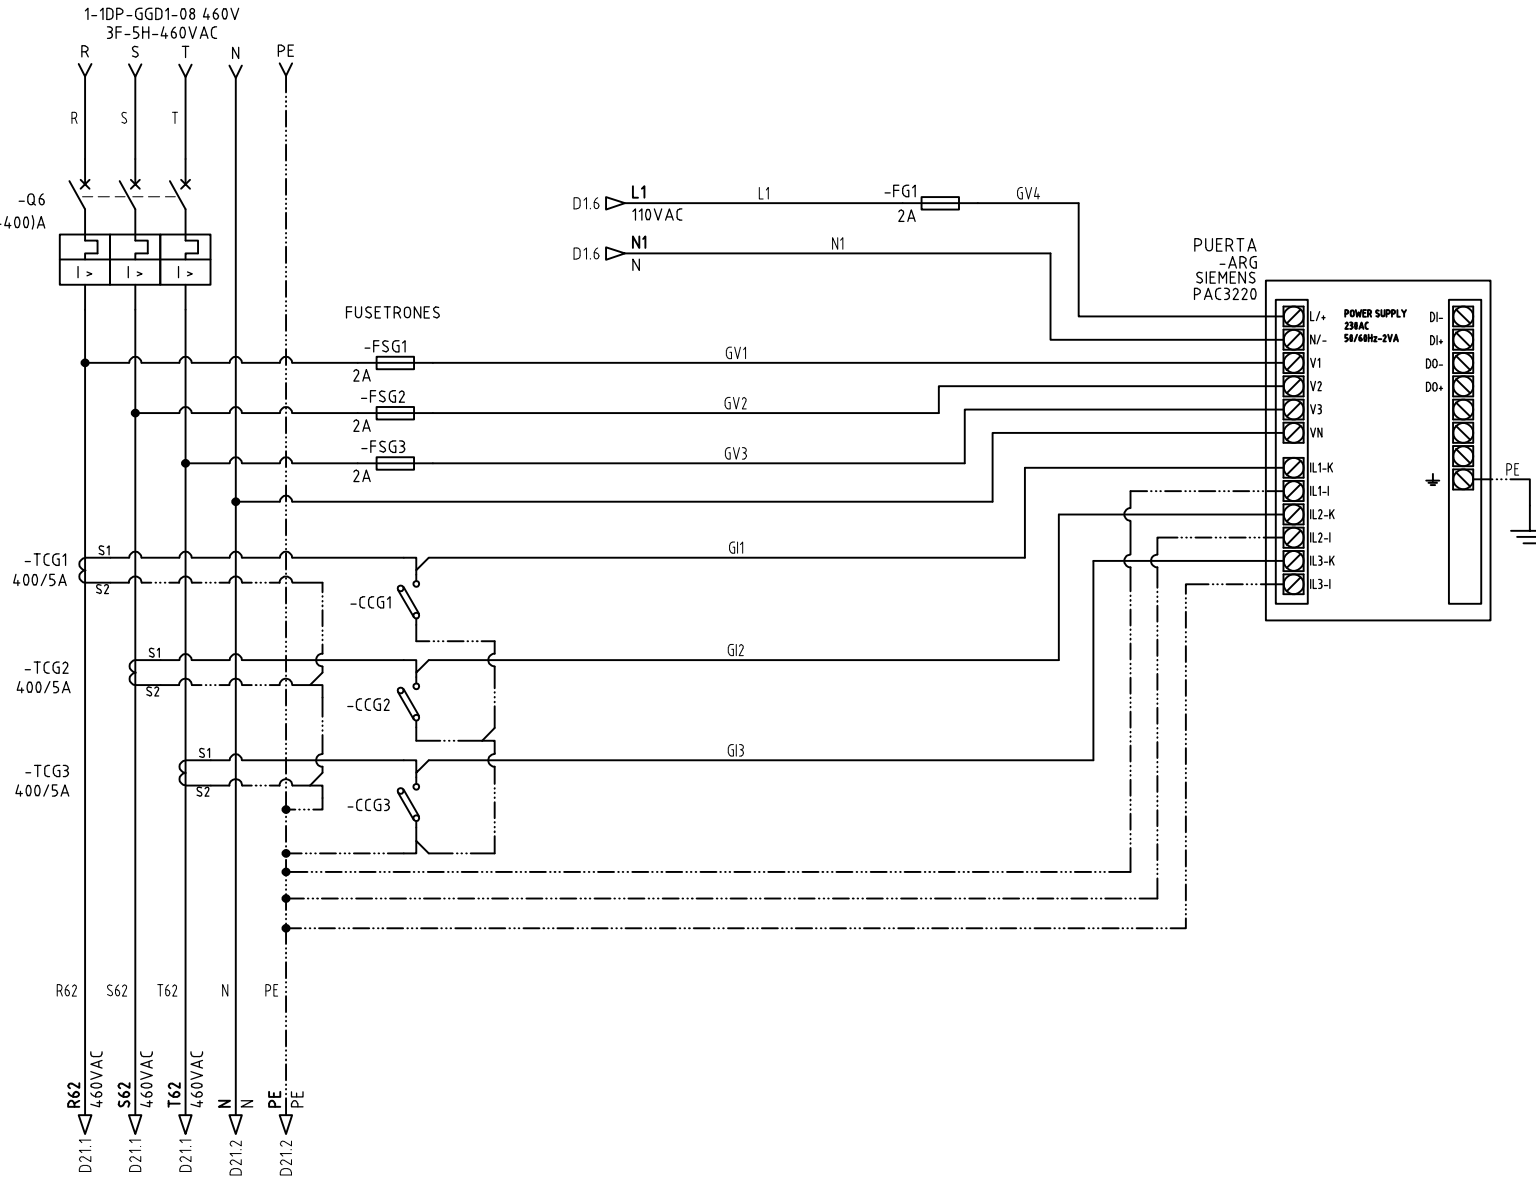 1-1DP-GGD1-08 460V
3F-5H-460VAC
R S T N PE
R S T
-Q6
-400)A
I > I > I >
D1.6 L1 L1 -FG1 GV4
110VAC 2A
D1.6 N1 N1
N
PUERTA
-ARG
SIEMENS
PAC3220
POWER SUPPLY
230AC
50/60Hz-2VA
L/+
N/-
V1
V2
V3
VN
IL1-K
IL1-I
IL2-K
IL2-I
IL3-K
IL3-I
DI-
DI+
DO-
DO+
PE
FUSETRONES
-FSG1 GV1
2A
-FSG2 GV2
2A
-FSG3 GV3
2A
-TCG1 S1 GI1
400/5A S2
-CCG1
-TCG2 S1 GI2
400/5A S2
-CCG2
-TCG3 S1 GI3
400/5A S2
-CCG3
R62 S62 T62 N PE
R62 460VAC
S62 460VAC
T62 460VAC
N N
PE PE
D21.1 D21.1 D21.1 D21.2 D21.2